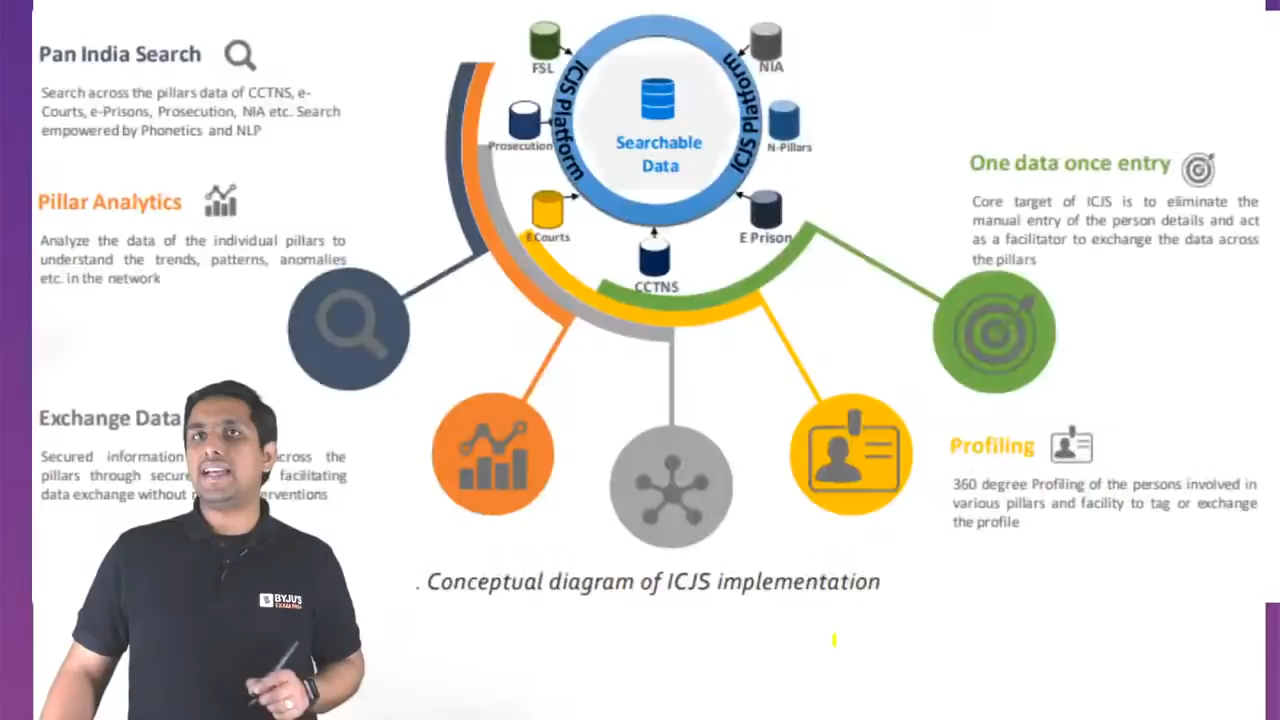 Pan India Search
Search across the pillars data of CCTNS, e-
Courts, e-Prisons, Prosecution, NIA etc. Search
empowered by Phonetics and NLP
Pillar Analytics
Analyze the data of the individual pillars to
understand the trends, patterns, anomalies
etc. in the network
Exchange Data
Secured information across the
pillars through secure facilitating
data exchange without
FSL
NIA
ICJS Platform
ICJS Platform
Searchable
Data
Prosecution
N-Pillars
E Courts
E Prison
CCTNS
One data once entry
Core target of ICJS is to eliminate the
manual entry of the person details and act
as a facilitator to exchange the data across
the pillars
Profiling
360 degree Profiling of the persons involved in
various pillars and facility to tag or exchange
the profile
. Conceptual diagram of ICJS implementation
BYJU'S
EXAM PREP